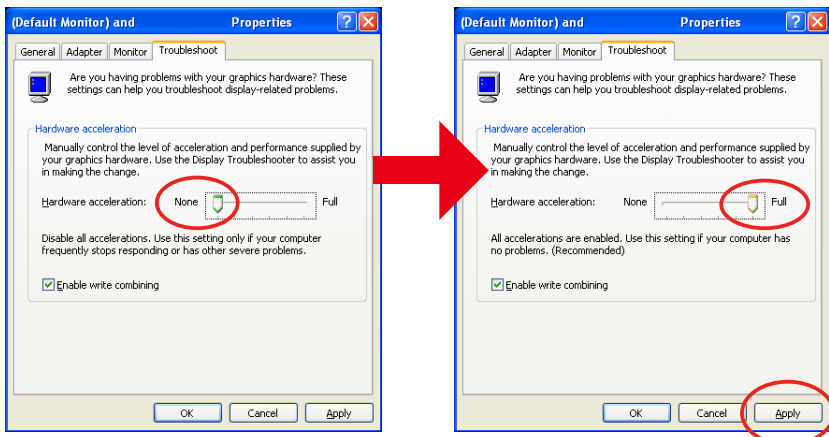 (Default Monitor) and Properties
General Adapter Monitor Troubleshoot
Are you having problems with your graphics hardware? These
settings can help you troubleshoot display-related problems.
Hardware acceleration
Manually control the level of acceleration and performance supplied by
your graphics hardware. Use the Display Troubleshooter to assist you
in making the change.
Hardware acceleration: None Full
Disable all accelerations. Use this setting only if your computer
frequently stops responding or has other severe problems.
Enable write combining
OK Cancel Apply
(Default Monitor) and Properties
General Adapter Monitor Troubleshoot
Are you having problems with your graphics hardware? These
settings can help you troubleshoot display-related problems.
Hardware acceleration
Manually control the level of acceleration and performance supplied by
your graphics hardware. Use the Display Troubleshooter to assist you
in making the change.
Hardware acceleration: None Full
All accelerations are enabled. Use this setting if your computer has
no problems. (Recommended)
Enable write combining
OK Cancel Apply